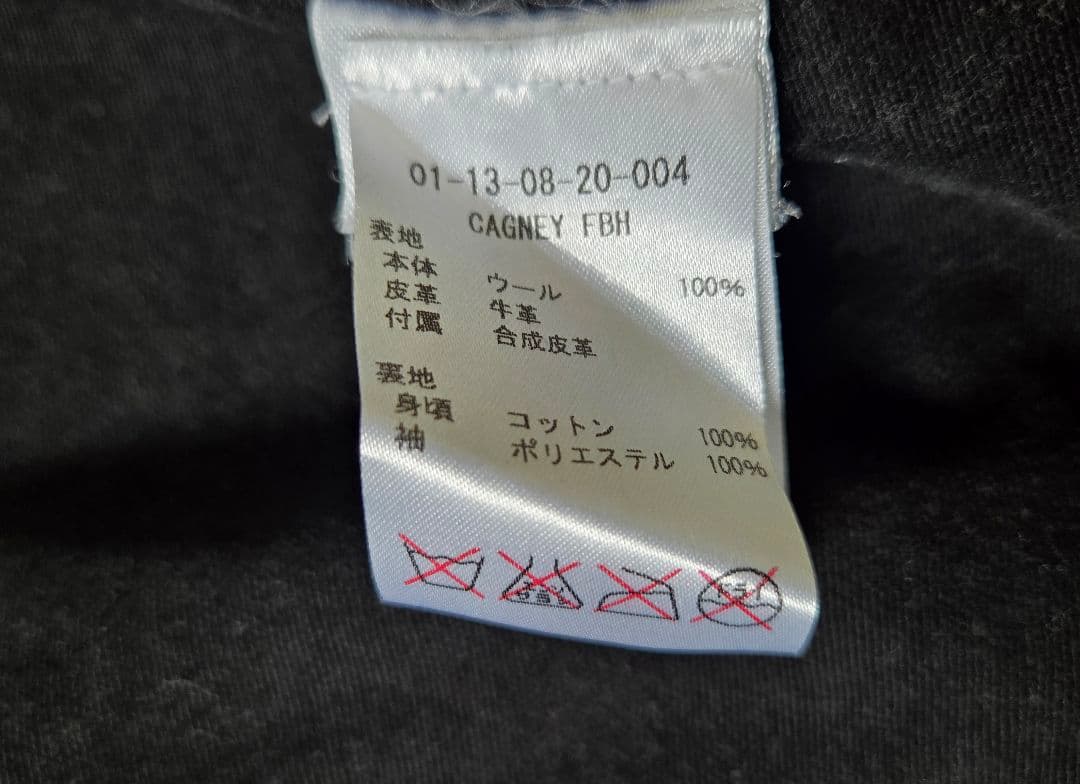 01-13-08-20-004
CAGNEY FBH
表地
本体 ウール 100%
皮革 牛革
付属 合成皮革
裏地
身頃 コットン 100%
袖 ポリエステル 100%